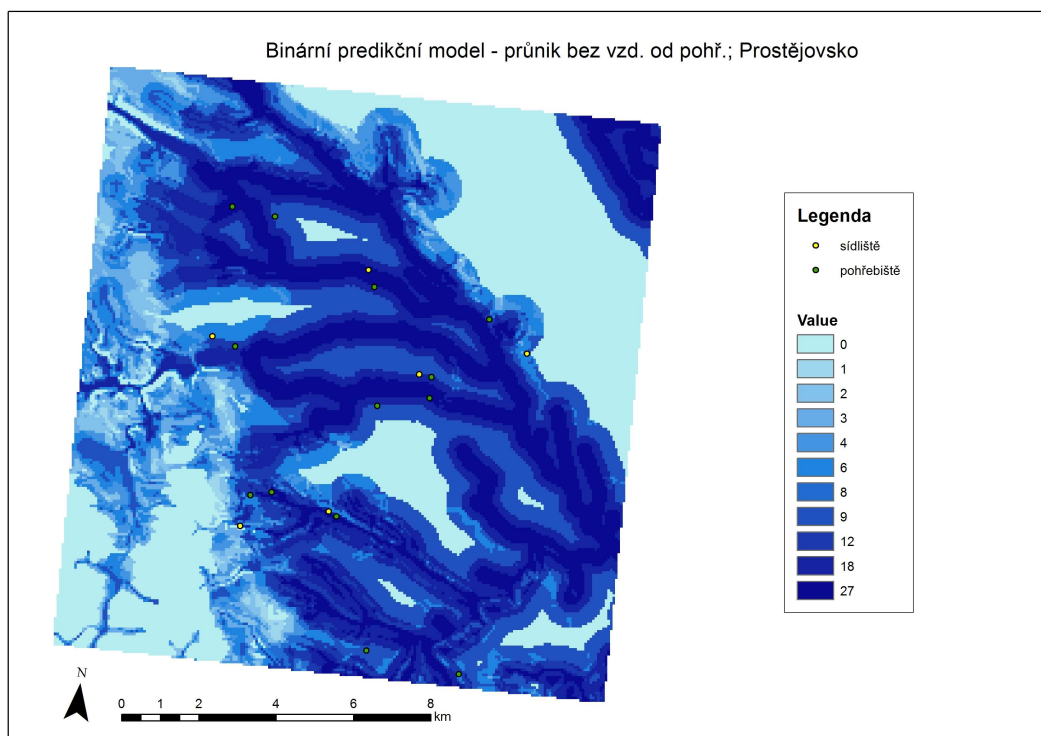 Binární predikční model - průnik bez vzd. od pohř.; Prostějovsko
Legenda
sídliště
pohřebiště
Value
0
1
2
3
4
6
8
9
12
18
27
N
0 1 2 4 6 8
km